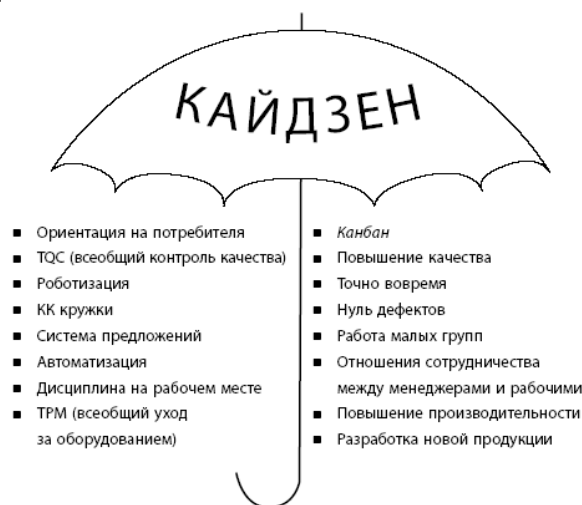 КАЙДЗЕН
■ Ориентация на потребителя
■ TQC (всеобщий контроль качества)
■ Роботизация
■ КК кружки
■ Система предложений
■ Автоматизация
■ Дисциплина на рабочем месте
■ ТРМ (всеобщий уход
за оборудованием)
■ Канбан
■ Повышение качества
■ Точно вовремя
■ Нуль дефектов
■ Работа малых групп
■ Отношения сотрудничества
между менеджерами и рабочими
■ Повышение производительности
■ Разработка новой продукции